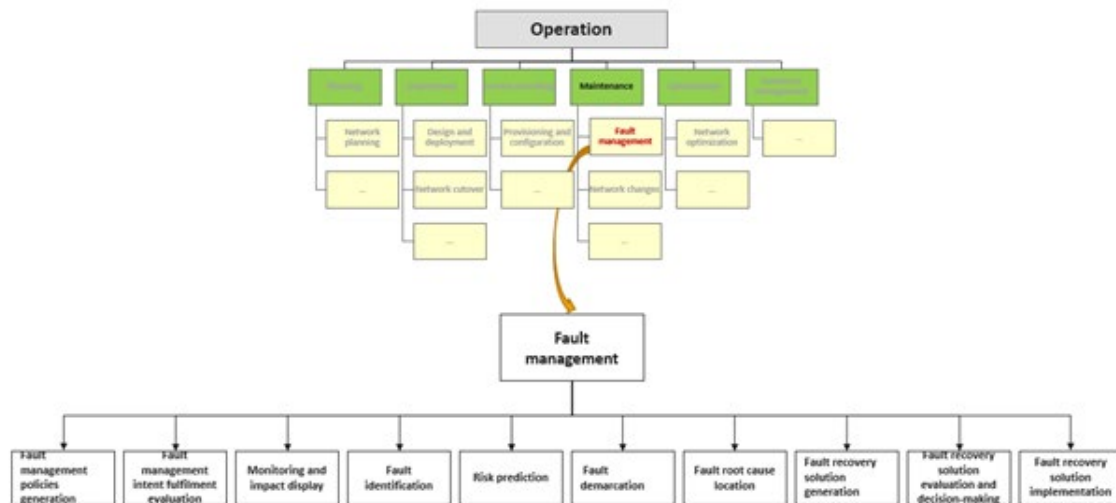 Operation
Maintenance
Network
planning
Design and
deployment
Provisioning and
configuration
Fault
management
Network
optimization
...
...
Network cutover
...
Network changes
...
...
...
Fault
management
Fault
management
policies
generation
Fault
management
intent fulfilment
evaluation
Monitoring and
impact display
Fault
identification
Risk prediction
Fault
demarcation
Fault root cause
location
Fault recovery
solution
generation
Fault recovery
solution
evaluation and
decision-making
Fault recovery
solution
implementation